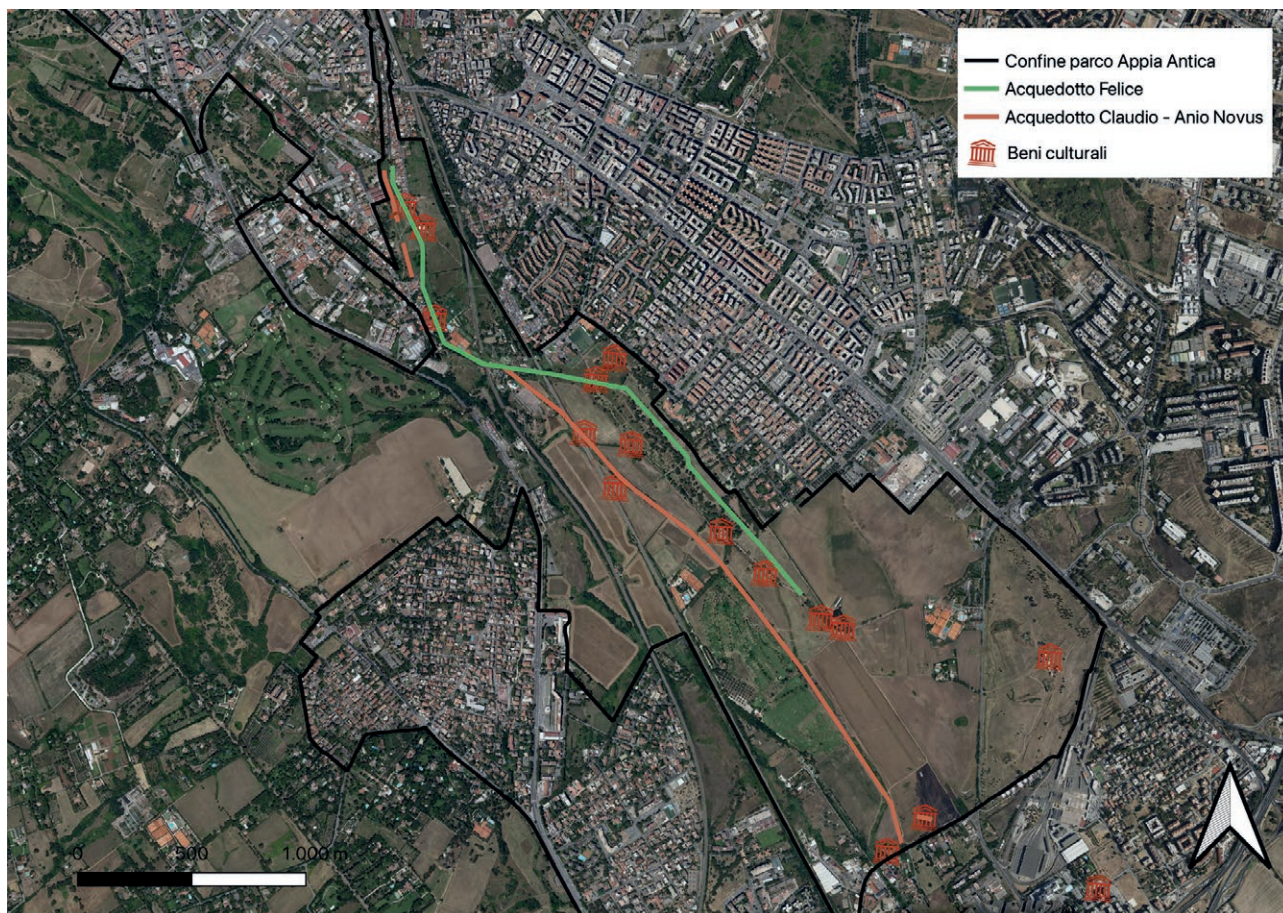 Confine parco Appia Antica
Acquedotto Felice
Acquedotto Claudio - Anio Novus
Beni culturali
0 500 1.000 m